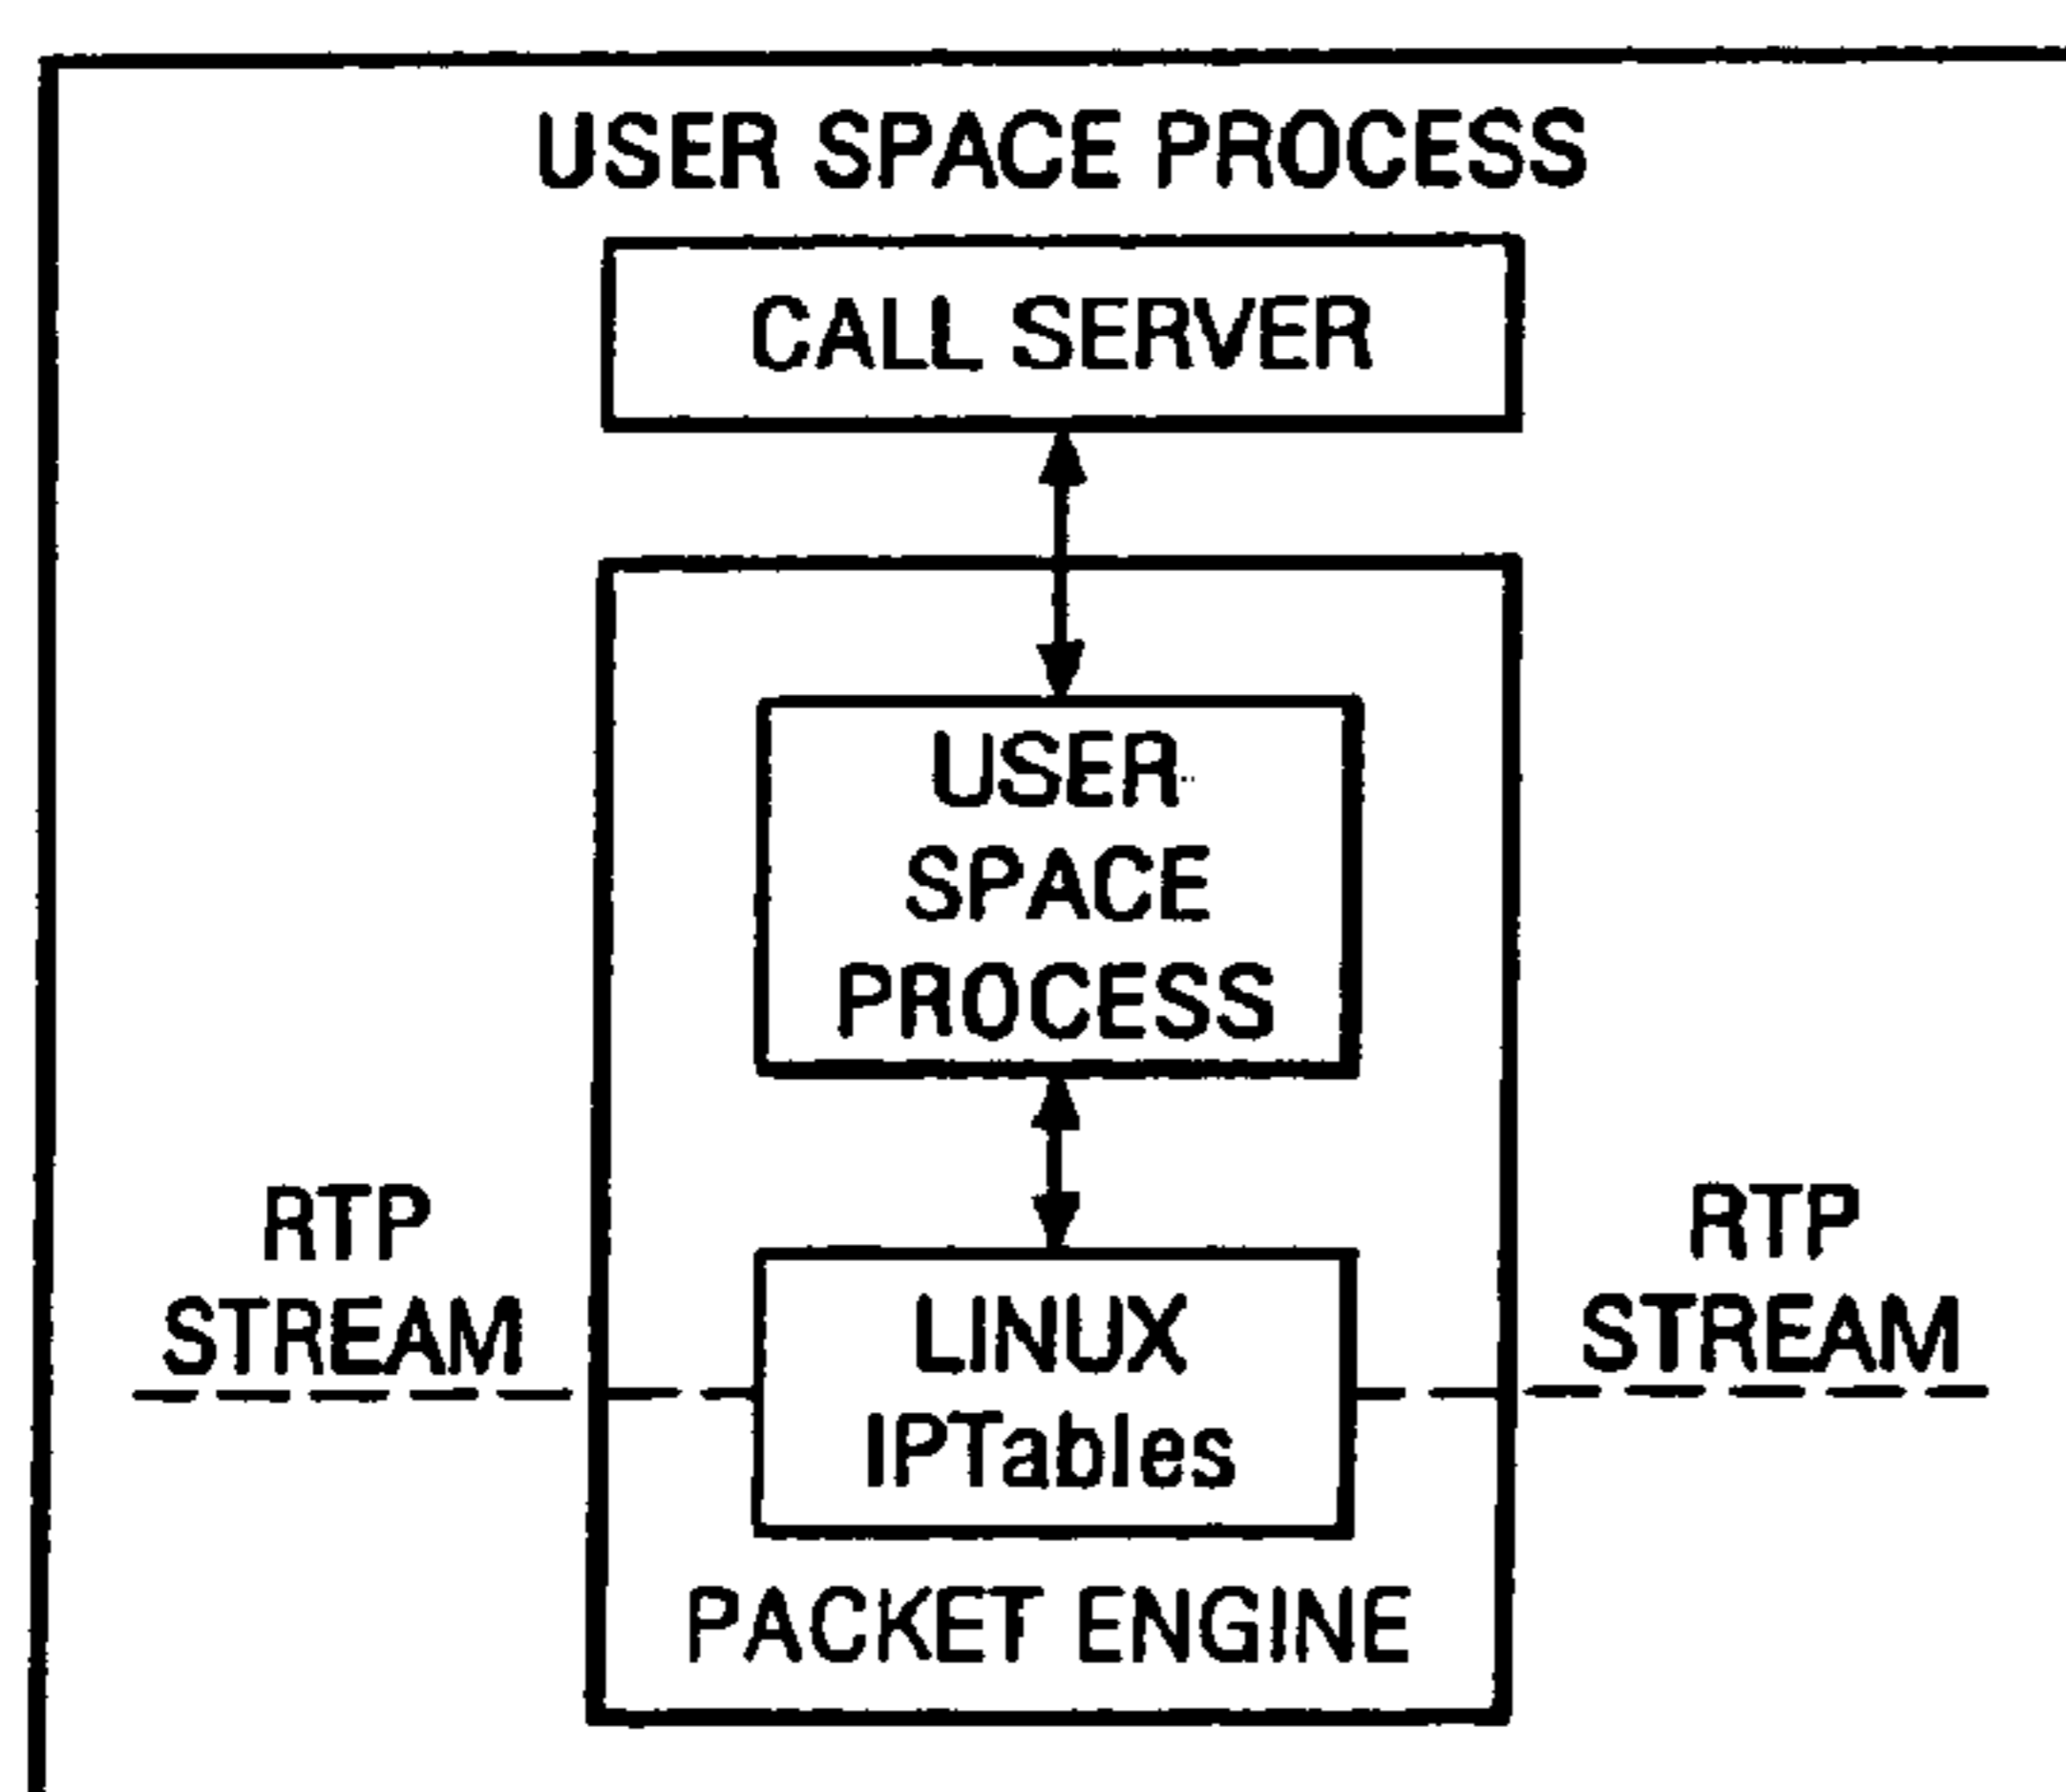 USER SPACE PROCESS
CALL SERVER
USER
SPACE
PROCESS
RTP
STREAM
LINUX
IPTables
RTP
STREAM
PACKET ENGINE